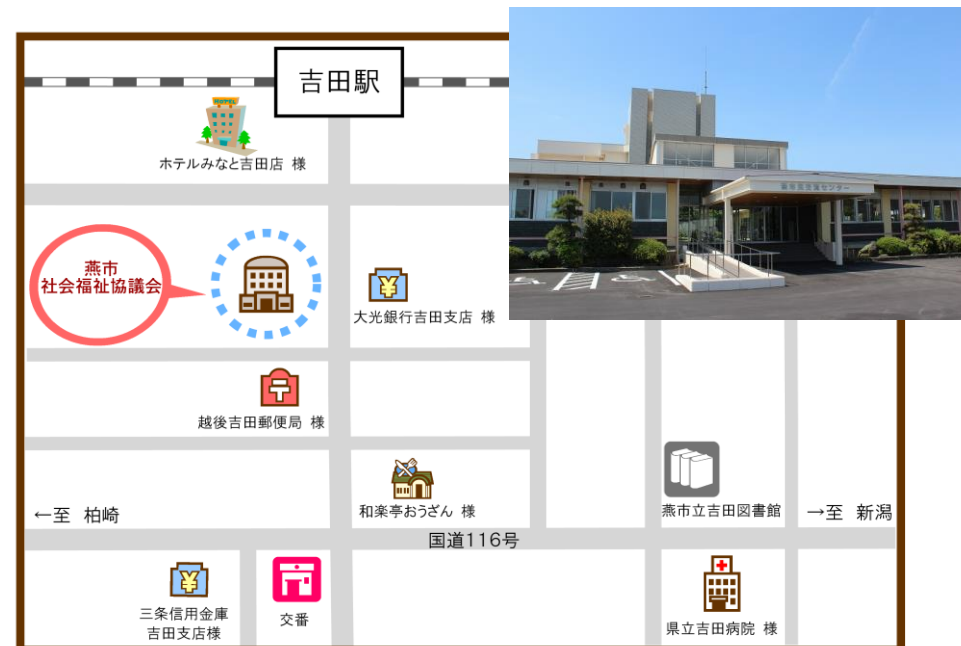 吉田駅
HOTEL
ホテルみなと吉田店 様
燕市
社会福祉協議会
大光銀行吉田支店 様
越後吉田郵便局 様
和楽亭おうざん 様
燕市立吉田図書館
←至 柏崎
→至 新潟
国道116号
三条信用金庫
吉田支店様
交番
県立吉田病院 様